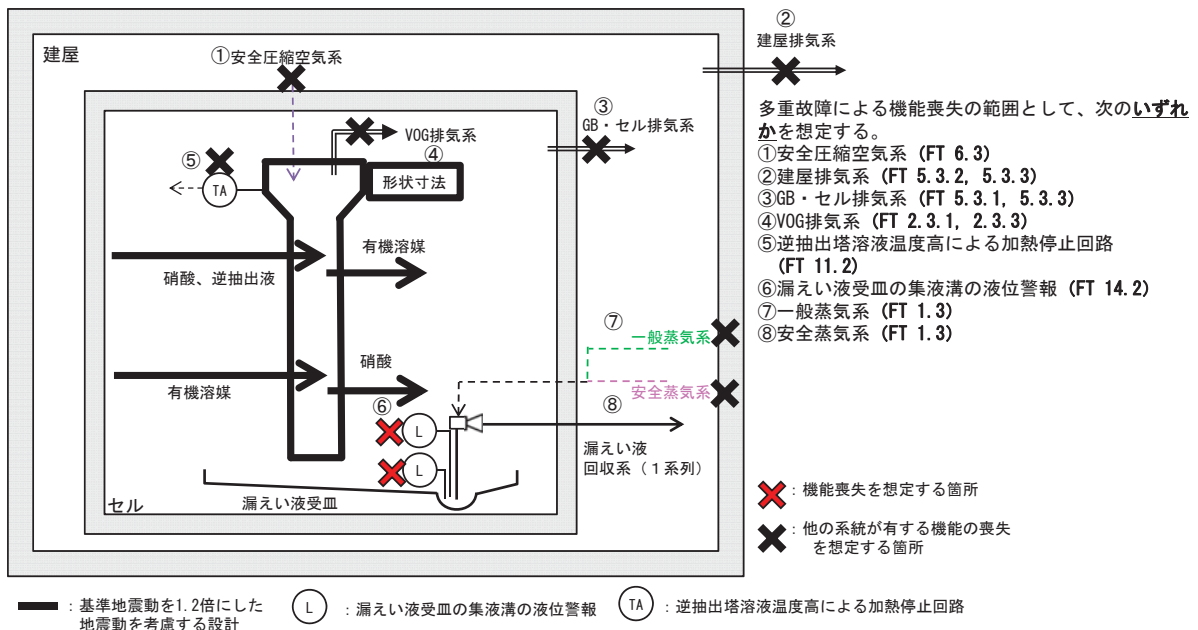 建屋
①安全圧縮空気系
②
建屋排気系
③
GB・セル排気系
VOG排気系
④
形状寸法
⑤
TA
硝酸、逆抽出液
有機溶媒
有機溶媒
硝酸
⑥
L
L
⑦
一般蒸気系
安全蒸気系
⑧
漏えい液
回収系（１系列）
漏えい液受皿
セル
多重故障による機能喪失の範囲として、次のいずれ
かを想定する。
①安全圧縮空気系 (FT 6.3)
②建屋排気系 (FT 5.3.2, 5.3.3)
③GB・セル排気系 (FT 5.3.1, 5.3.3)
④VOG排気系 (FT 2.3.1, 2.3.3)
⑤逆抽出塔溶液温度高による加熱停止回路
(FT 11.2)
⑥漏えい液受皿の集液溝の液位警報 (FT 14.2)
⑦一般蒸気系 (FT 1.3)
⑧安全蒸気系 (FT 1.3)
：機能喪失を想定する箇所
：他の系統が有する機能の喪失
を想定する箇所
：基準地震動を1.2倍にした
地震動を考慮する設計
L ：漏えい液受皿の集液溝の液位警報
TA ：逆抽出塔溶液温度高による加熱停止回路